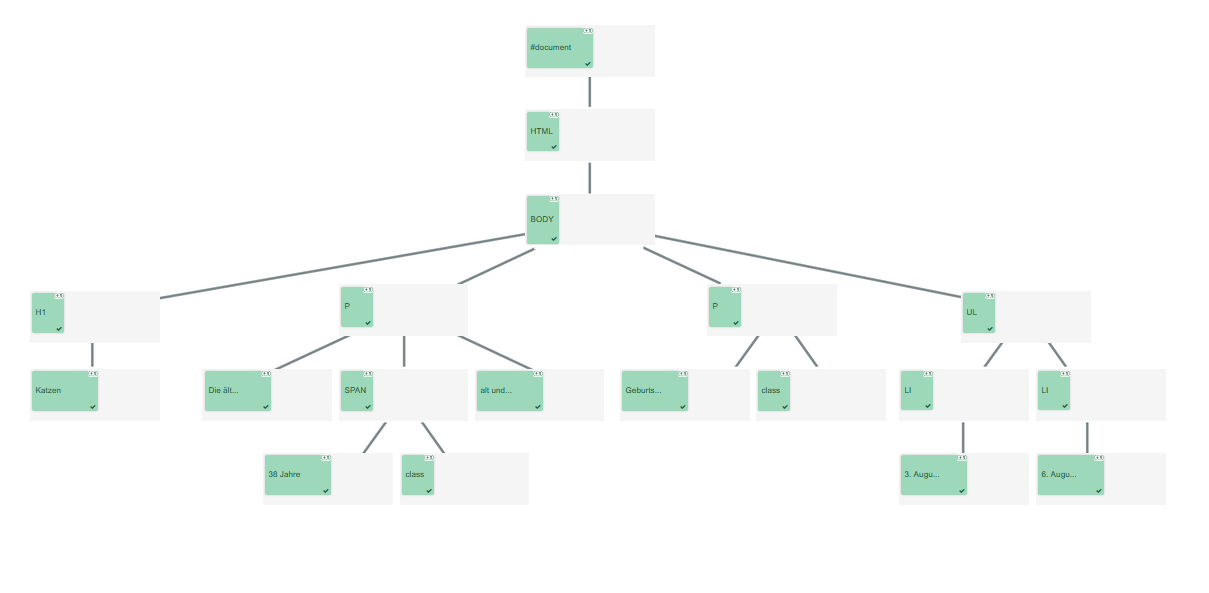 #document
HTML
BODY
H1
P
P
UL
Katzen
Die ält...
SPAN
alt und...
Geburts...
class
LI
LI
38 Jahre
class
3. Augu...
6. Augu...